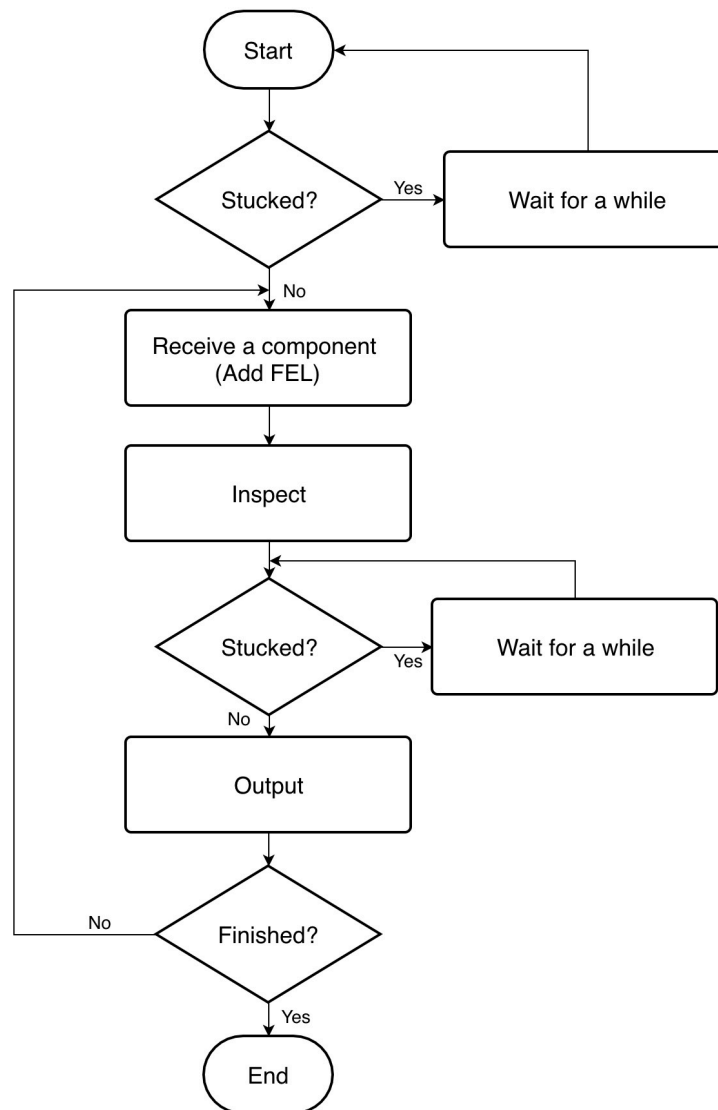 Start
Stucked?
Yes
Wait for a while
No
Receive a component
(Add FEL)
Inspect
Stucked?
Yes
Wait for a while
No
Output
Finished?
No
Yes
End